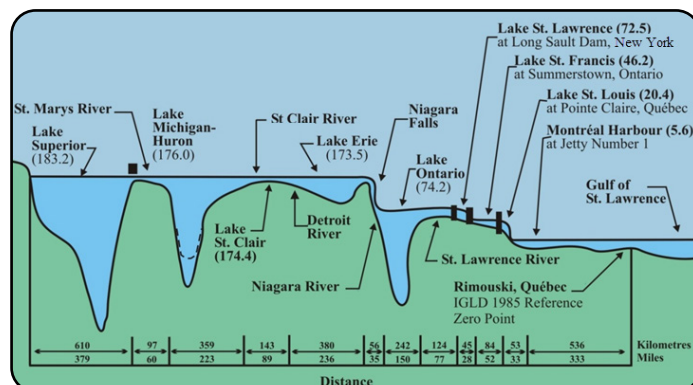 Lake St. Lawrence (72.5)
at Long Sault Dam, New York
Lake St. Francis (46.2)
at Summerstown, Ontario
Lake St. Louis (20.4)
at Pointe Claire, Québec
Montréal Harbour (5.6)
at Jetty Number 1
Gulf of
St. Lawrence
St. Marys River
Lake
Superior
(183.2)
Lake
Michigan-
Huron
(176.0)
St Clair River
Lake Erie
(173.5)
Niagara
Falls
Lake
Ontario
(74.2)
Lake
St. Clair
(174.4)
Detroit
River
Niagara River
St. Lawrence River
Rimouski, Québec
IGLD 1985 Reference
Zero Point
610 97 359 143 380 56 242 124 45 84 53 536 Kilometres
379 60 223 89 236 35 150 77 28 52 33 333 Miles
Distance